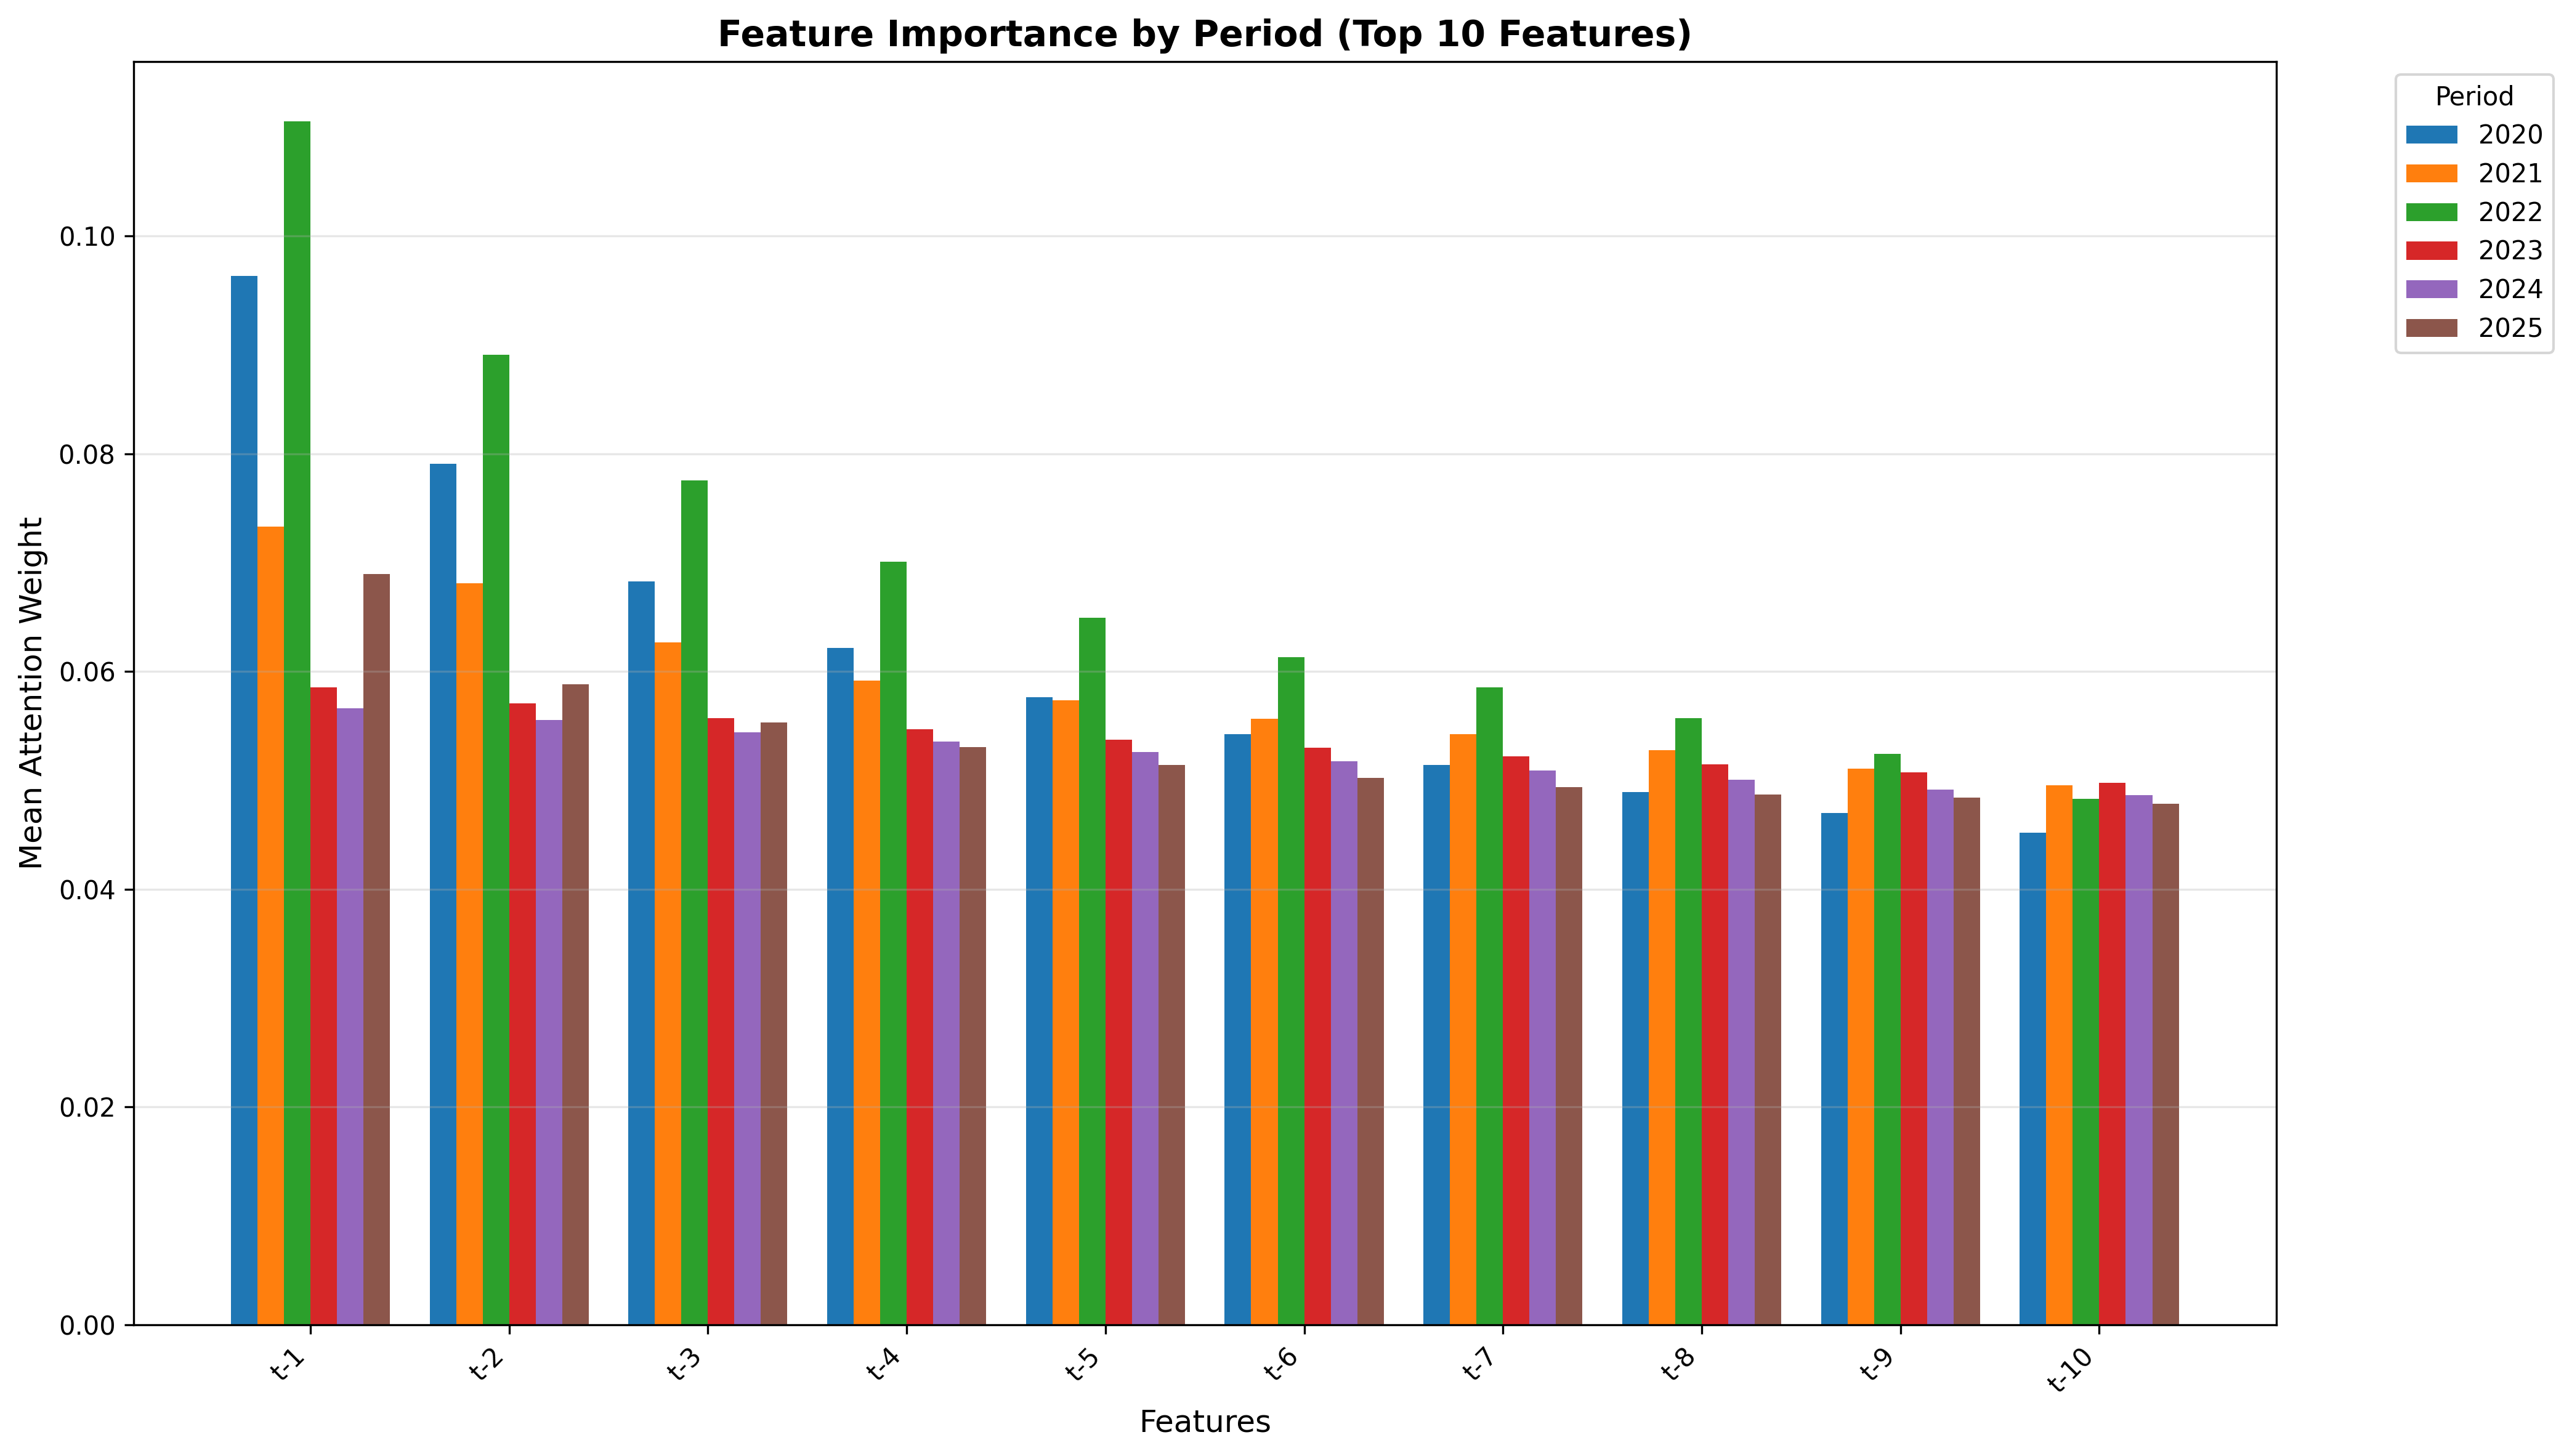 Feature Importance by Period (Top 10 Features)
Period
2020
2021
2022
2023
2024
2025
Mean Attention Weight
0.10
0.08
0.06
0.04
0.02
0.00
t-1
t-2
t-3
t-4
t-5
t-6
t-7
t-8
t-9
t-10
Features